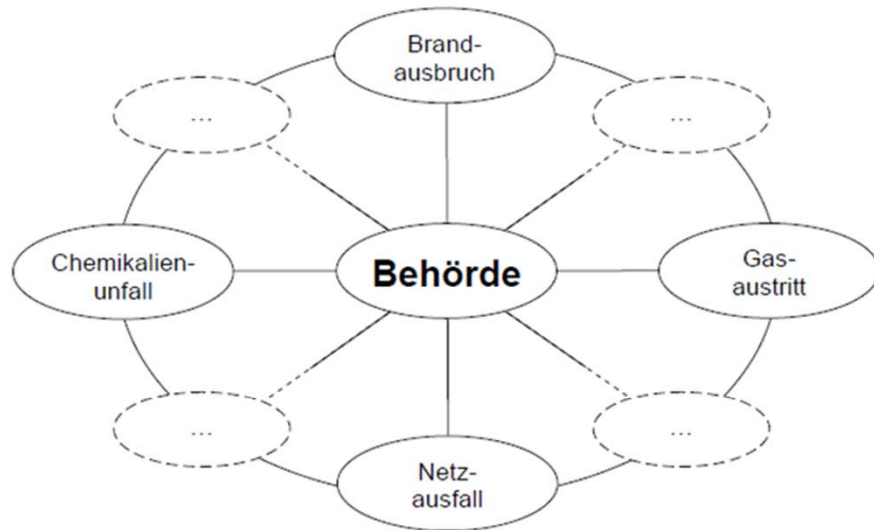 Brand-
ausbruch
...
...
Chemikalien-
unfall
Behörde
Gas-
austritt
...
...
Netz-
ausfall